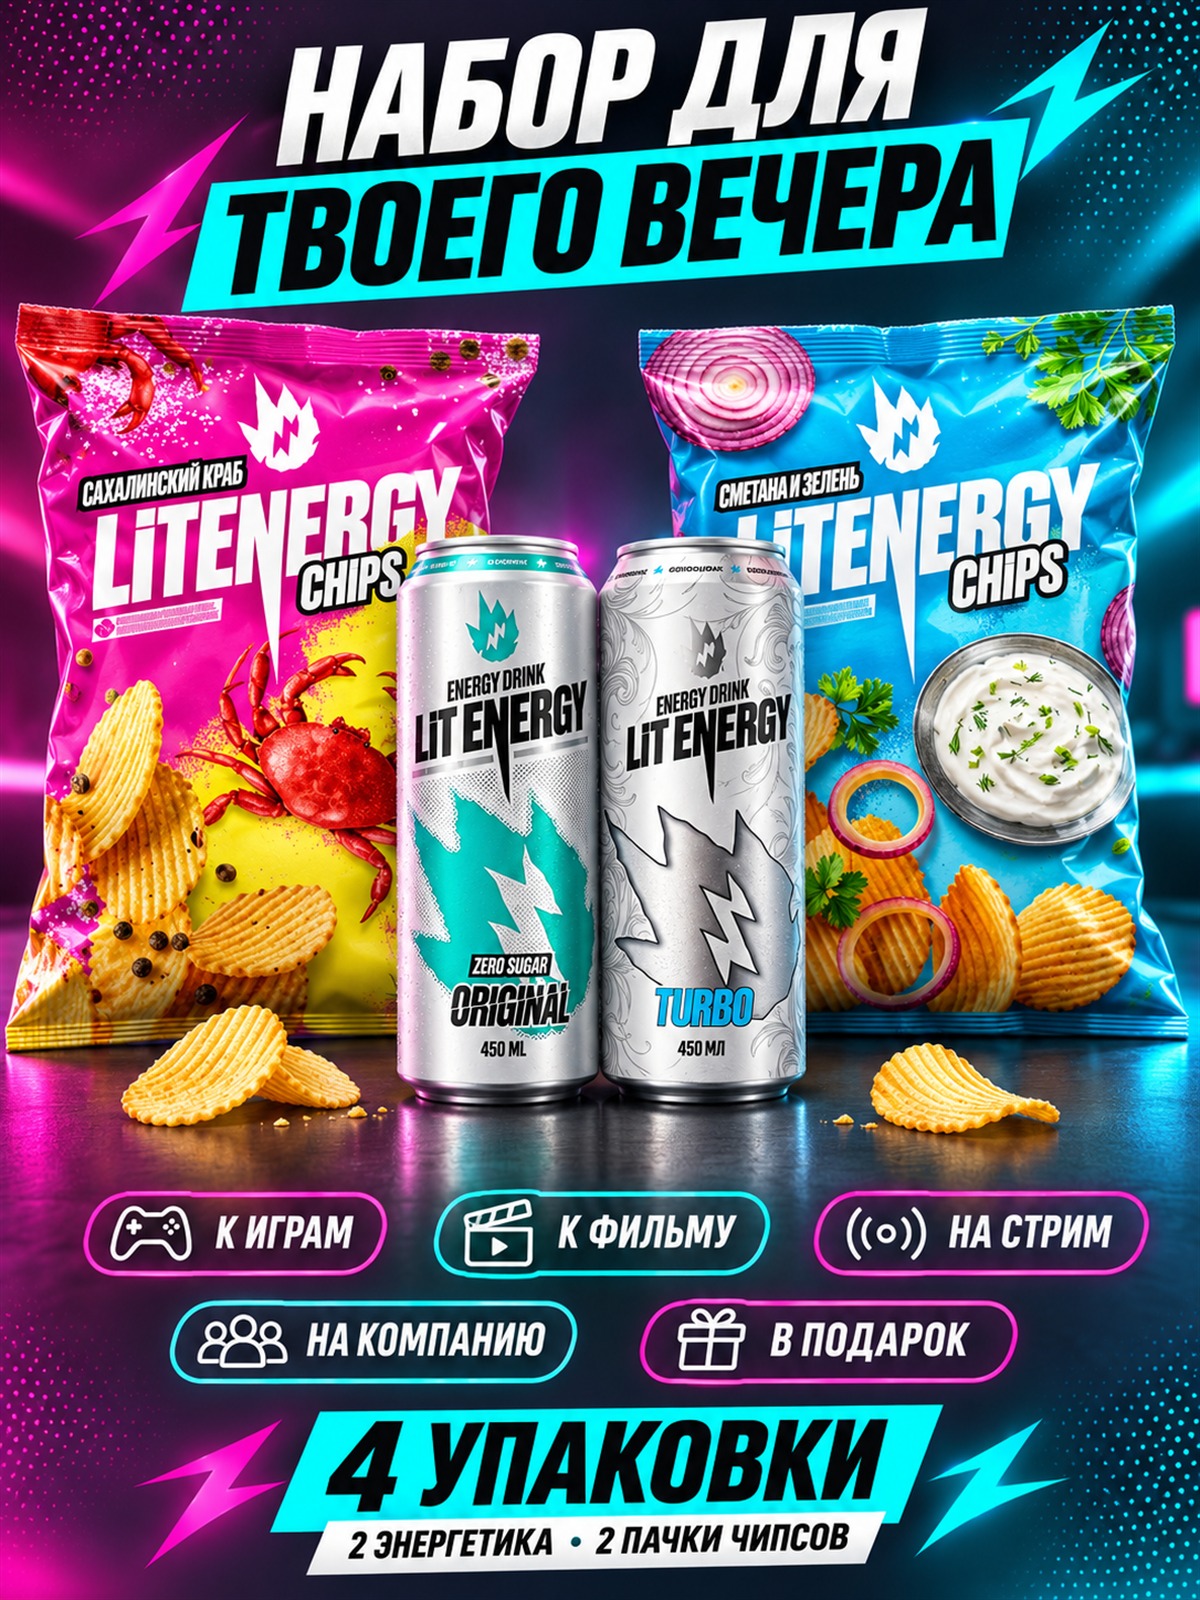 НАБОР ДЛЯ
ТВОЕГО ВЕЧЕРА
САХАЛИНСКИЙ КРАБ
LiTENERGY
CHiPS
СМЕТАНА И ЗЕЛЕНЬ
LiTENERGY
CHiPS
ENERGY DRINK
LiT ENERGY
ZERO SUGAR
ORIGINAL
450 ML
ENERGY DRINK
LiT ENERGY
TURBO
450 МЛ
К ИГРАМ
К ФИЛЬМУ
НА СТРИМ
НА КОМПАНИЮ
В ПОДАРОК
4 УПАКОВКИ
2 ЭНЕРГЕТИКА • 2 ПАЧКИ ЧИПСОВ